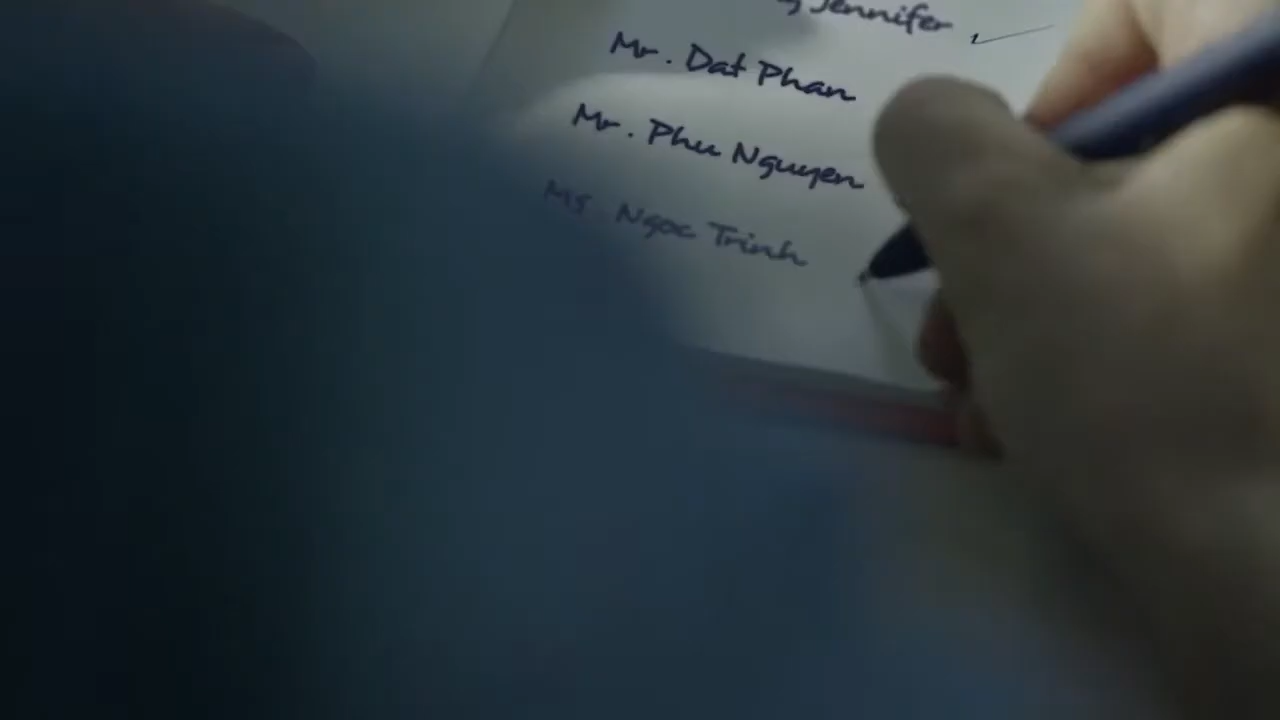 Jennifer ✓
Mr. Dat Phan
Mr. Phu Nguyen
Ms Ngoc Trinh